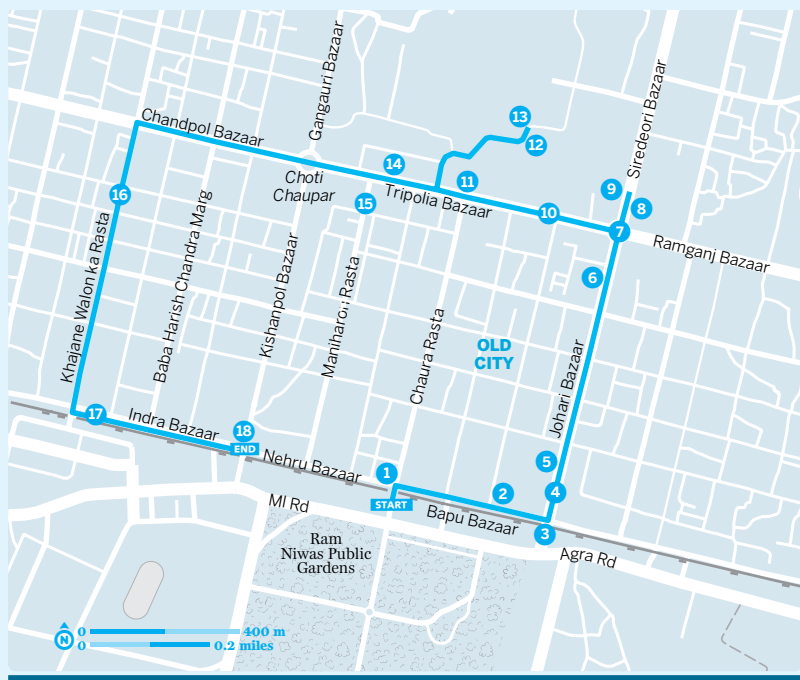 Gangauri Bazaar
Siredeori Bazaar
Chandpol Bazaar
13
12
14
Choti
Chaupar
11
Tripolia Bazaar
16
15
9
8
10
7
Ramganj Bazaar
6
Khajane Walon ka Rasta
Baba Harish Chandra Marg
Kishanpol Bazaar
Maniharon Rasta
Chaura Rasta
OLD
CITY
Johari Bazaar
17
Indra Bazaar
18
END
Nehru Bazaar
1
START
5
2
4
Bapu Bazaar
3
MI Rd
Agra Rd
Ram
Niwas Public
Gardens
N
0 400 m
0 0.2 miles